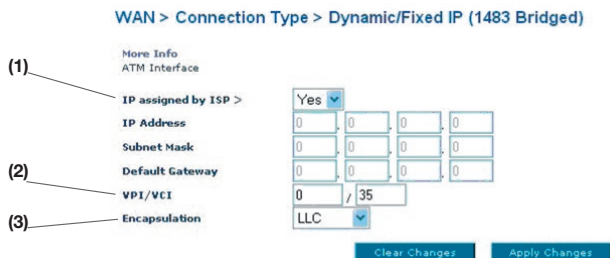 WAN > Connection Type > Dynamic/Fixed IP (1483 Bridged)
More Info
ATM Interface
(1)
IP assigned by ISP > Yes
IP Address 0 . 0 . 0 . 0
Subnet Mask 0 . 0 . 0 . 0
Default Gateway 0 . 0 . 0 . 0
(2)
VPI/VCI 0 / 35
(3)
Encapsulation LLC
Clear Changes Apply Changes